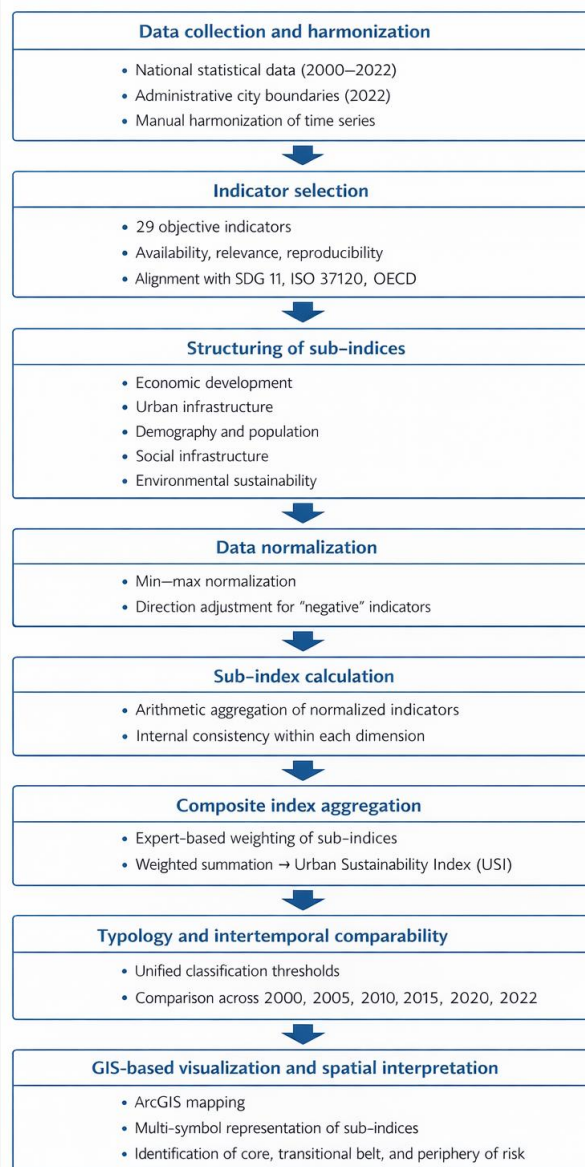 Data collection and harmonization
• National statistical data (2000–2022)
• Administrative city boundaries (2022)
• Manual harmonization of time series
Indicator selection
• 29 objective indicators
• Availability, relevance, reproducibility
• Alignment with SDG 11, ISO 37120, OECD
Structuring of sub-indices
• Economic development
• Urban infrastructure
• Demography and population
• Social infrastructure
• Environmental sustainability
Data normalization
• Min–max normalization
• Direction adjustment for "negative" indicators
Sub-index calculation
• Arithmetic aggregation of normalized indicators
• Internal consistency within each dimension
Composite index aggregation
• Expert-based weighting of sub-indices
• Weighted summation → Urban Sustainability Index (USI)
Typology and intertemporal comparability
• Unified classification thresholds
• Comparison across 2000, 2005, 2010, 2015, 2020, 2022
GIS-based visualization and spatial interpretation
• ArcGIS mapping
• Multi-symbol representation of sub-indices
• Identification of core, transitional belt, and periphery of risk